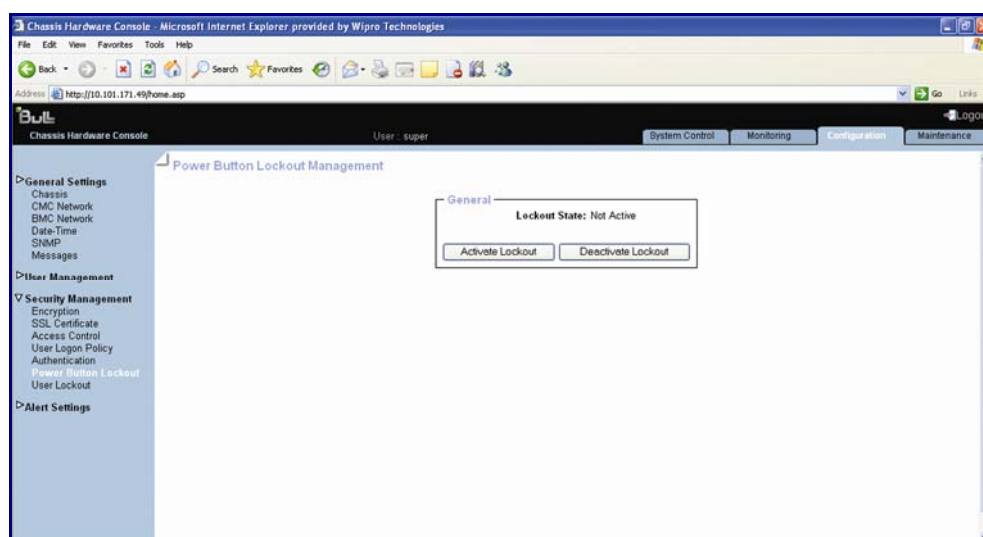 Chassis Hardware Console - Microsoft Internet Explorer provided by Wipro Technologies
File Edit View Favorites Tools Help
Back Search Favorites
Address http://10.101.171.49/home.asp Go Links
Bull Logou
Chassis Hardware Console User : super System Control Monitoring Configuration Maintenance
Power Button Lockout Management
General Settings
Chassis
CMC Network
BMC Network
Date-Time
SNMP
Messages
User Management
Security Management
Encryption
SSL Certificate
Access Control
User Logon Policy
Authentication
Power Button Lockout
User Lockout
Alert Settings
General
Lockout State: Not Active
Activate Lockout Deactivate Lockout